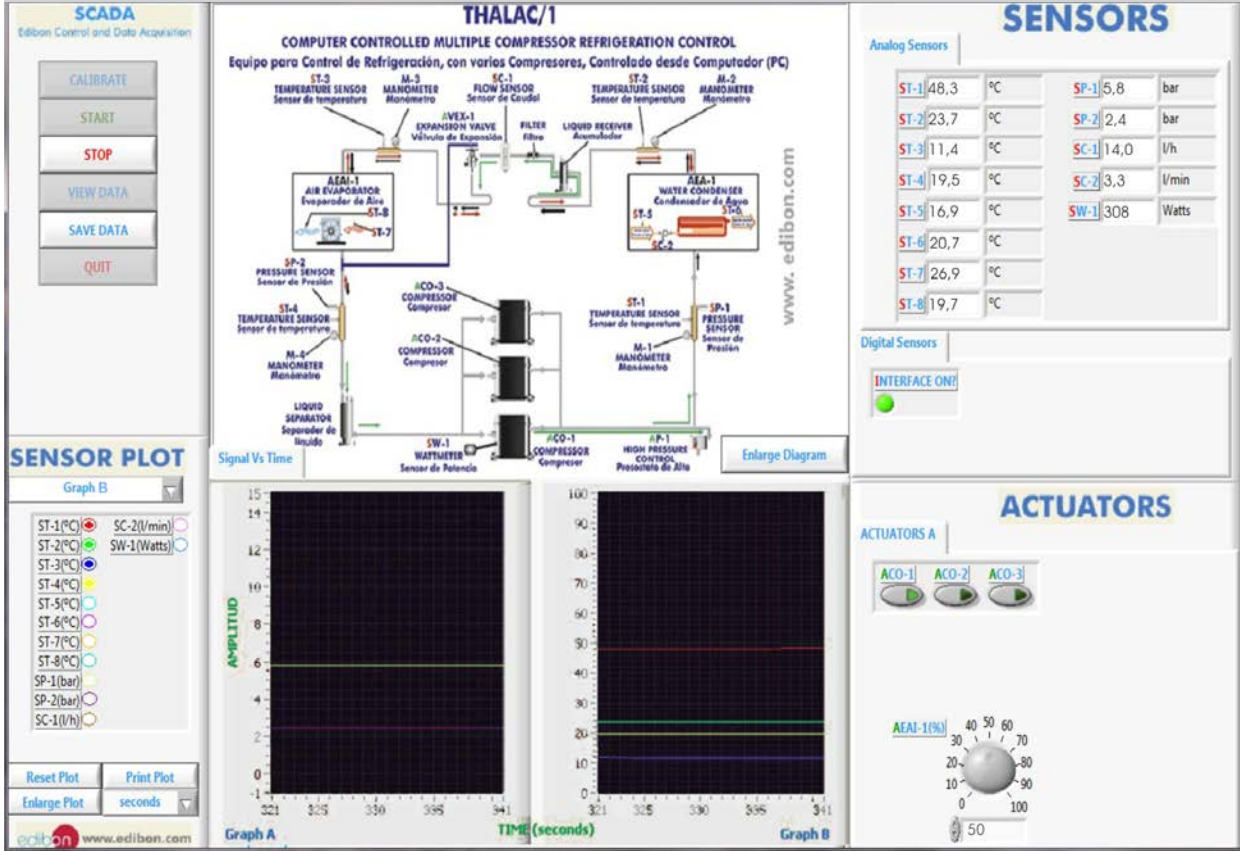 SCADA
Edibon Control and Data Acquisition
CALIBRATE
START
STOP
VIEW DATA
SAVE DATA
QUIT
THALAC/1
COMPUTER CONTROLLED MULTIPLE COMPRESSOR REFRIGERATION CONTROL
Equipo para Control de Refrigeración, con varios Compresores, Controlado desde Computador (PC)
ST-3
TEMPERATURE SENSOR
Sensor de temperatura
M-3
MANOMETER
Manómetro
SC-1
FLOW SENSOR
Sensor de Caudal
ST-2
TEMPERATURE SENSOR
Sensor de temperatura
M-2
MANOMETER
Manómetro
AVEX-1
EXPANSION VALVE
Válvula de Expansión
FILTER
Filtro
LIQUID RECEIVER
Acumulador
AEAI-1
AIR EVAPORATOR
Evaporador de Aire
ST-8
ST-7
AEA-1
WATER CONDENSER
Condensador de Agua
ST-5
ST-6
SC-2
www. edibon.com
SP-2
PRESSURE SENSOR
Sensor de Presión
ST-4
TEMPERATURE SENSOR
Sensor de temperatura
M-4
MANOMETER
Manómetro
ACO-3
COMPRESSOR
Compresor
ACO-2
COMPRESSOR
Compresor
ST-1
TEMPERATURE SENSOR
Sensor de temperatura
SP-1
PRESSURE
SENSOR
Sensor de
Presión
M-1
MANOMETER
Manómetro
LIQUID
SEPARATOR
Separador de
líquido
SW-1
WATTMETER
Sensor de Potencia
ACO-1
COMPRESSOR
Compresor
AP-1
HIGH PRESSURE
CONTROL
Presostato de Alta
Enlarge Diagram
SENSORS
Analog Sensors
ST-1 48,3 ºC
ST-2 23,7 ºC
ST-3 11,4 ºC
ST-4 19,5 ºC
ST-5 16,9 ºC
ST-6 20,7 ºC
ST-7 26,9 ºC
ST-8 19,7 ºC
SP-1 5,8 bar
SP-2 2,4 bar
SC-1 14,0 l/h
SC-2 3,3 l/min
SW-1 308 Watts
Digital Sensors
INTERFACE ON?
SENSOR PLOT
Graph B
ST-1(ºC)
ST-2(ºC)
ST-3(ºC)
ST-4(ºC)
ST-5(ºC)
ST-6(ºC)
ST-7(ºC)
ST-8(ºC)
SP-1(bar)
SP-2(bar)
SC-1(l/h)
SC-2(l/min)
SW-1(Watts)
Reset Plot
Print Plot
Enlarge Plot
seconds
edibon www.edibon.com
Signal Vs Time
AMPLITUD
15
14
12
10
8
6
4
2
0
-1
321 325 330 335 341
Graph A
TIME (seconds)
100
90
80
70
60
50
40
30
20
10
0
321 325 330 335 341
Graph B
ACTUATORS
ACTUATORS A
ACO-1 ACO-2 ACO-3
AEAI-1(%)
0 10 20 30 40 50 60 70 80 90 100
50